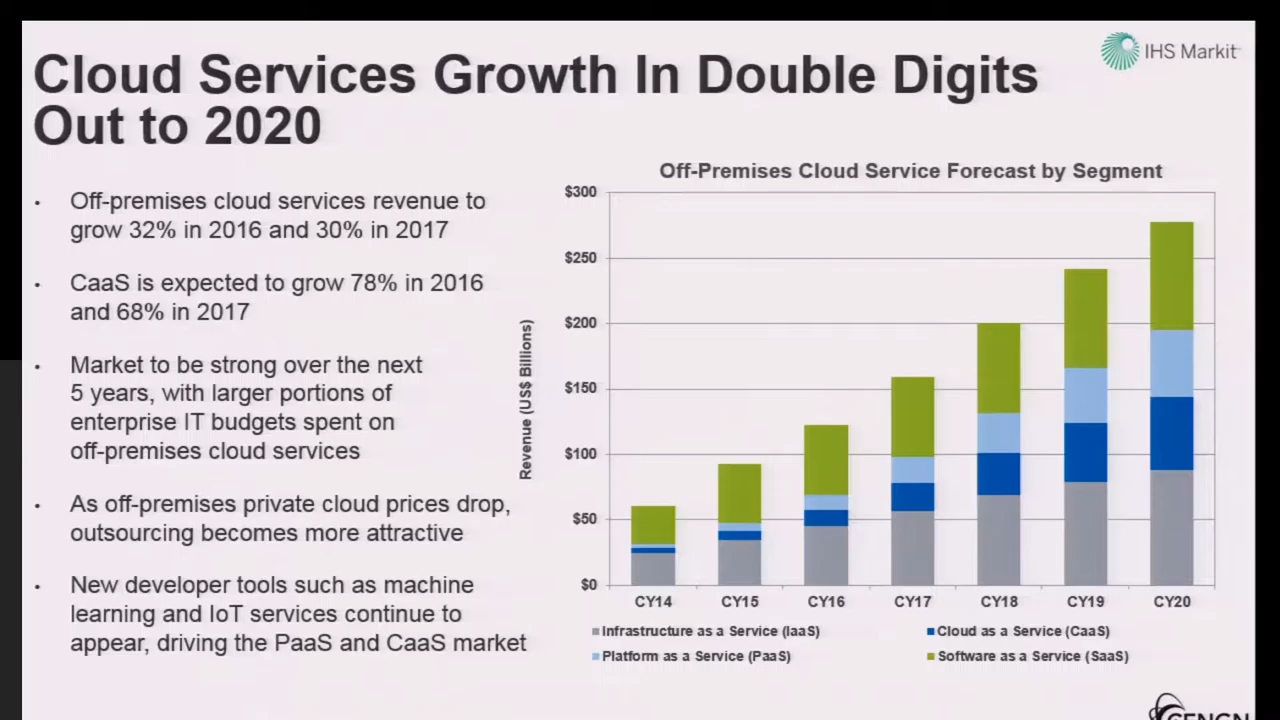 IHS Markit
Cloud Services Growth In Double Digits
Out to 2020
• Off-premises cloud services revenue to
grow 32% in 2016 and 30% in 2017
• CaaS is expected to grow 78% in 2016
and 68% in 2017
• Market to be strong over the next
5 years, with larger portions of
enterprise IT budgets spent on
off-premises cloud services
• As off-premises private cloud prices drop,
outsourcing becomes more attractive
• New developer tools such as machine
learning and IoT services continue to
appear, driving the PaaS and CaaS market
Off-Premises Cloud Service Forecast by Segment
Revenue (US$ Billions)
$300
$250
$200
$150
$100
$50
$0
CY14 CY15 CY16 CY17 CY18 CY19 CY20
Infrastructure as a Service (IaaS) Cloud as a Service (CaaS)
Platform as a Service (PaaS) Software as a Service (SaaS)